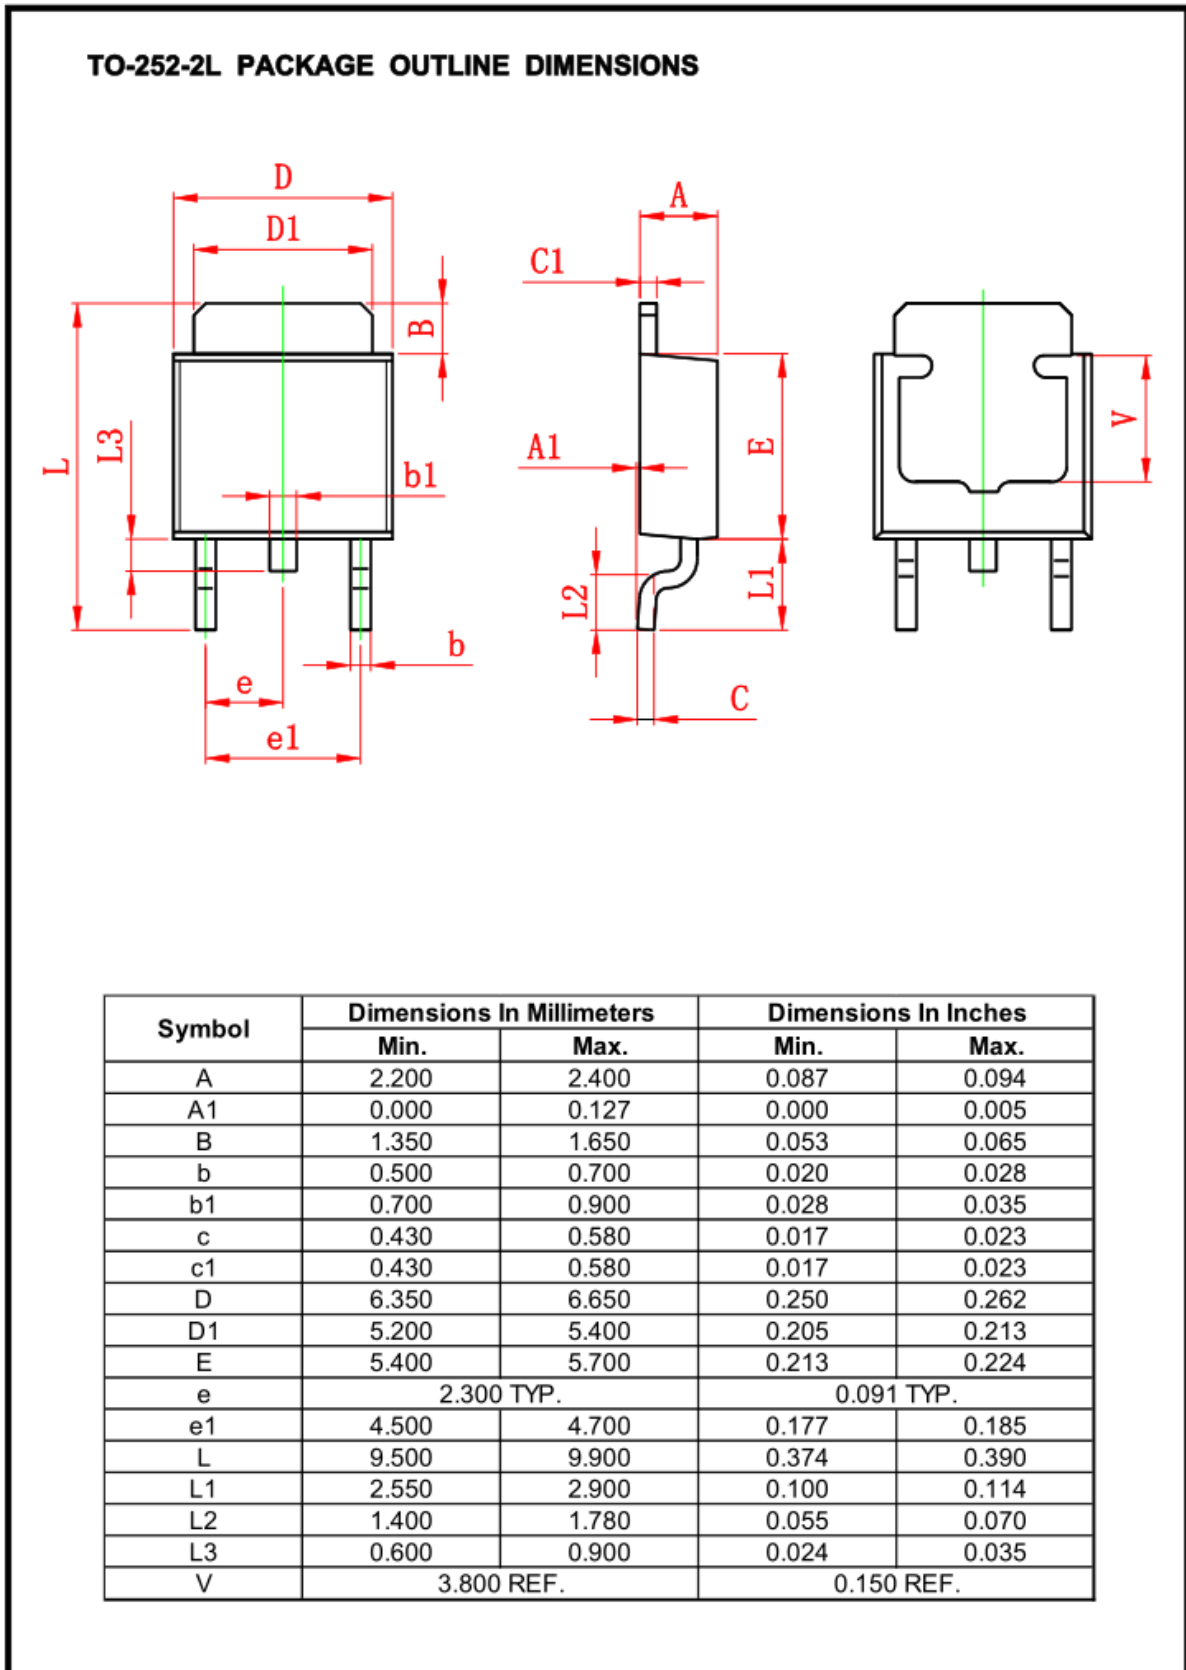 TO-252-2L PACKAGE OUTLINE DIMENSIONS
D
D1
L
L3
B
b1
b
e
e1
A
C1
A1
E
L2
L1
C
V
Symbol Dimensions In Millimeters Dimensions In Inches
Min. Max. Min. Max.
A 2.200 2.400 0.087 0.094
A1 0.000 0.127 0.000 0.005
B 1.350 1.650 0.053 0.065
b 0.500 0.700 0.020 0.028
b1 0.700 0.900 0.028 0.035
c 0.430 0.580 0.017 0.023
c1 0.430 0.580 0.017 0.023
D 6.350 6.650 0.250 0.262
D1 5.200 5.400 0.205 0.213
E 5.400 5.700 0.213 0.224
e 2.300 TYP. 0.091 TYP.
e1 4.500 4.700 0.177 0.185
L 9.500 9.900 0.374 0.390
L1 2.550 2.900 0.100 0.114
L2 1.400 1.780 0.055 0.070
L3 0.600 0.900 0.024 0.035
V 3.800 REF. 0.150 REF.